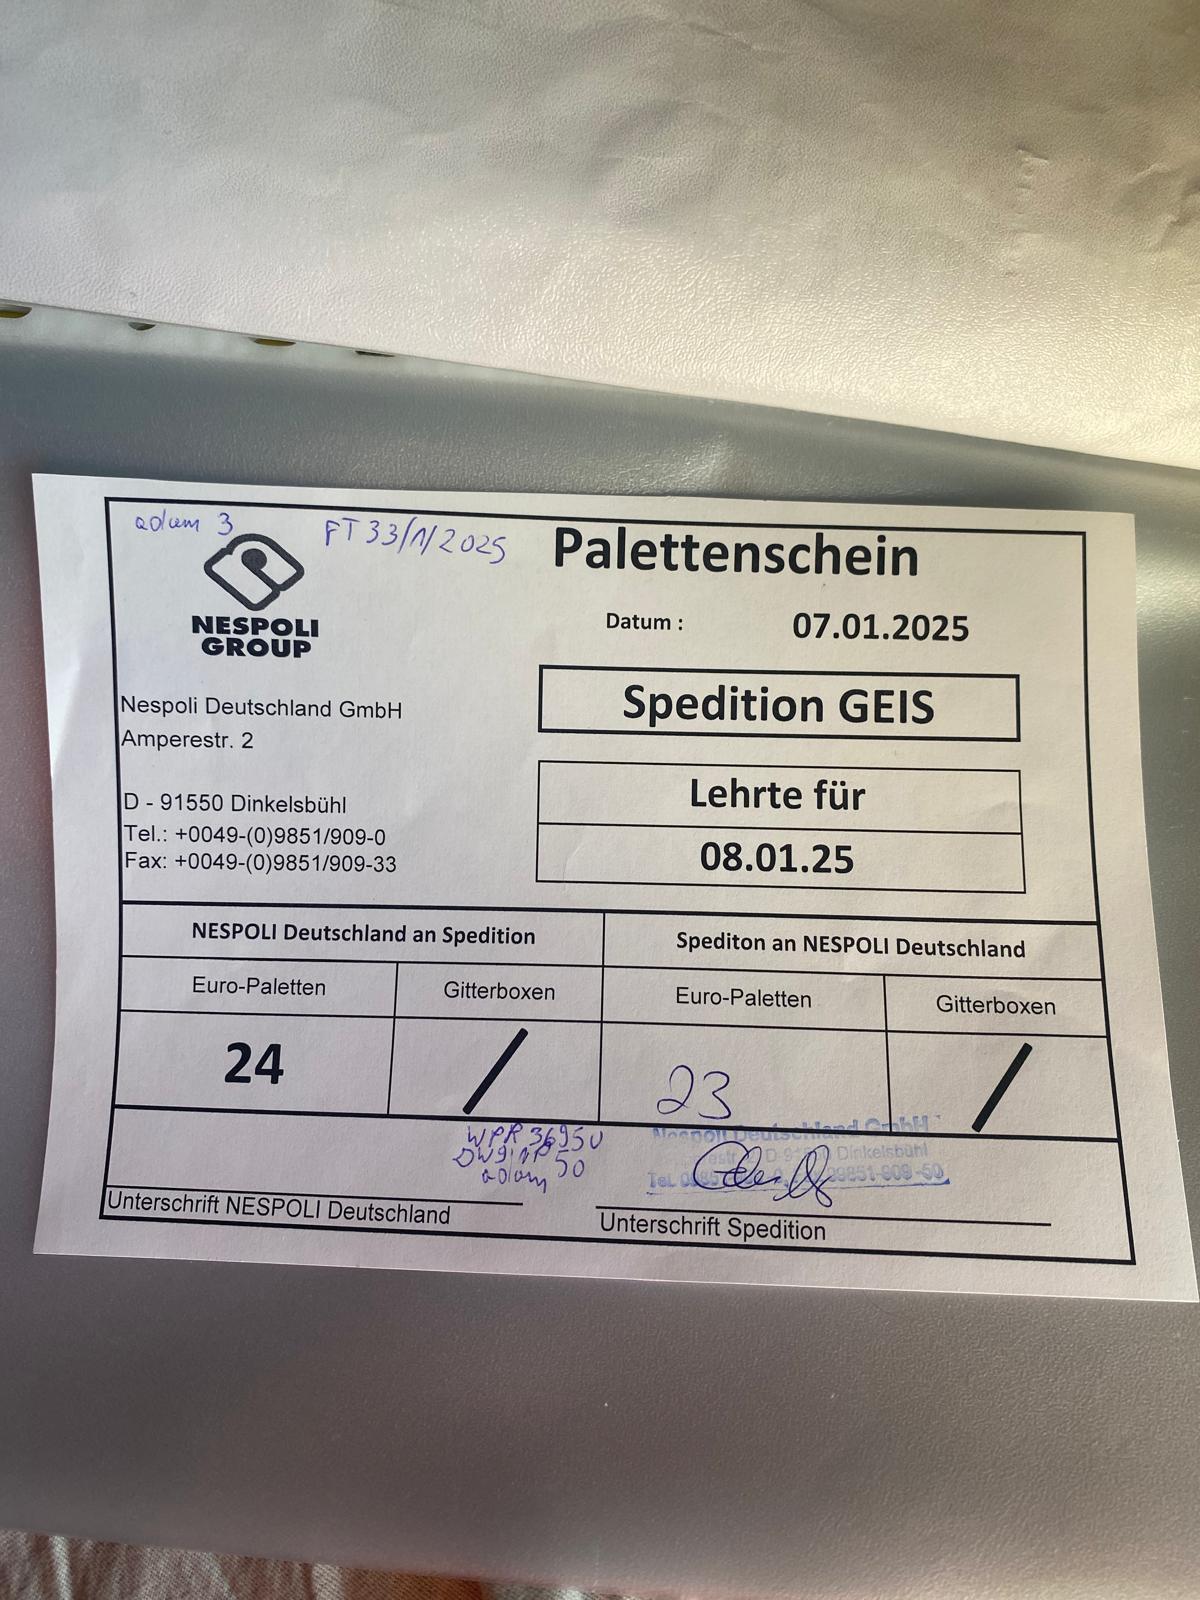 adam 3 FT 33/1/2025
Palettenschein
NESPOLI
GROUP
Datum : 07.01.2025
Spedition GEIS
Nespoli Deutschland GmbH
Amperestr. 2
Lehrte für
08.01.25
D - 91550 Dinkelsbühl
Tel.: +0049-(0)9851/909-0
Fax: +0049-(0)9851/909-33
NESPOLI Deutschland an Spedition
Spediton an NESPOLI Deutschland
Euro-Paletten Gitterboxen Euro-Paletten Gitterboxen
24 / 23 /
WPR 3695U
adam
Nespoli Deutschland GmbH
Dinkelsbühl
Unterschrift NESPOLI Deutschland
Unterschrift Spedition